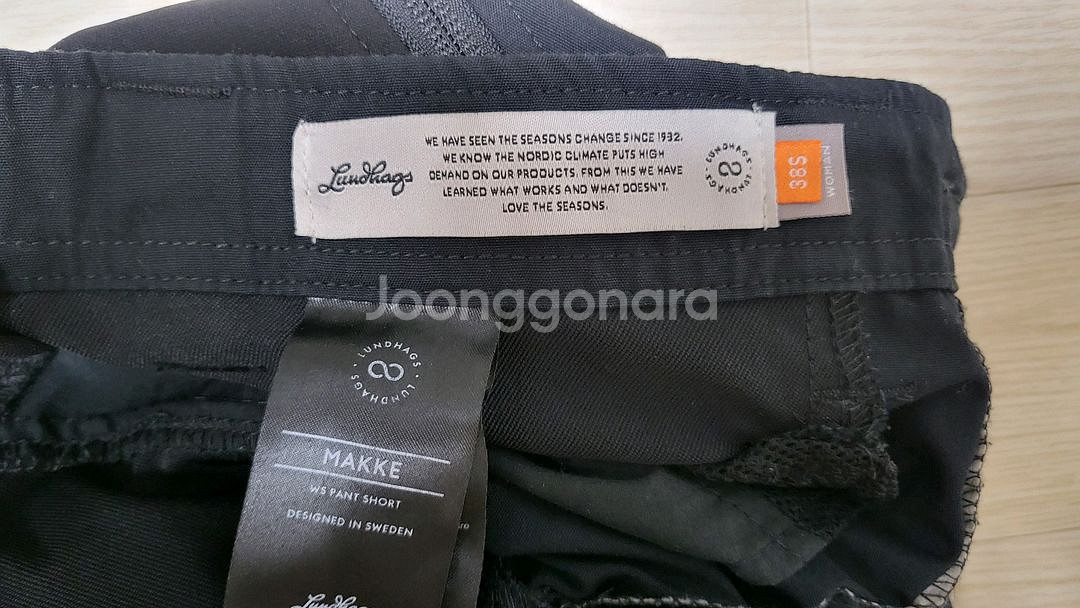 WE HAVE SEEN THE SEASONS CHANGE SINCE 1932.
WE KNOW THE NORDIC CLIMATE PUTS HIGH
DEMAND ON OUR PRODUCTS. FROM THIS WE HAVE
LEARNED WHAT WORKS AND WHAT DOESN'T.
LOVE THE SEASONS.
Lundhags
LUNDHAGS · LUNDHAGS ·
38S
WOMAN
Joonggonara
LUNDHAGS · LUNDHAGS ·
MAKKE
WS PANT SHORT
DESIGNED IN SWEDEN
Lundhags